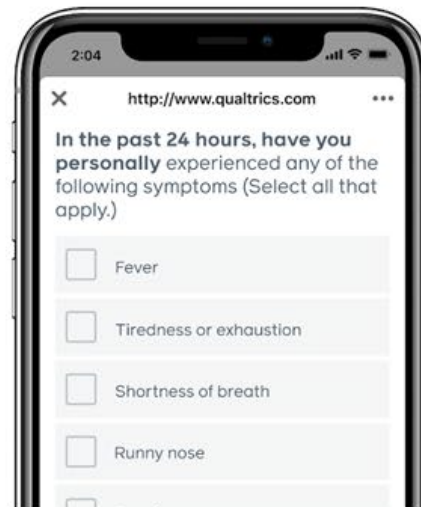 2:04
http://www.qualtrics.com
In the past 24 hours, have you
personally experienced any of the
following symptoms (Select all that
apply.)
Fever
Tiredness or exhaustion
Shortness of breath
Runny nose